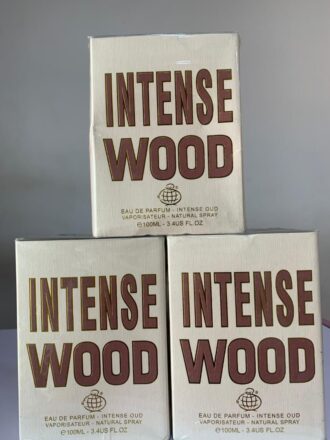 INTENSE
WOOD
EAU DE PARFUM - INTENSE OUD
VAPORISATEUR - NATURAL SPRAY
℮100ML - 3.4US FL.OZ
INTENSE
WOOD
EAU DE PARFUM - INTENSE OUD
VAPORISATEUR - NATURAL SPRAY
℮100ML - 3.4US FL.OZ
INTENSE
WOOD
EAU DE PARFUM - INTENSE OUD
VAPORISATEUR - NATURAL SPRAY
℮100ML - 3.4US FL.OZ